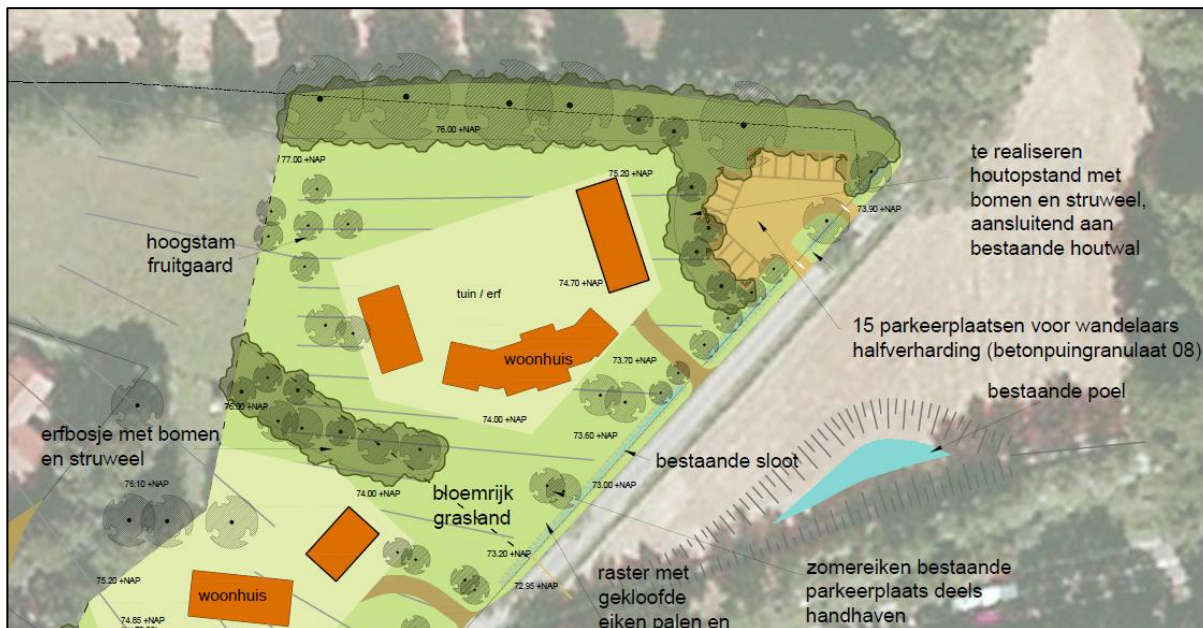 76.00 +NAP
77.00 +NAP
75.20 +NAP
73.90 +NAP
te realiseren
houtopstand met
bomen en struweel,
aansluitend aan
bestaande houtwal
hoogstam
fruitgaard
74.70 +NAP
tuin / erf
15 parkeerplaatsen voor wandelaars
halfverharding (betonpuingranulaat 08)
woonhuis
73.70 +NAP
bestaande poel
76.00 +NAP
74.00 +NAP
73.60 +NAP
erfbosje met bomen
en struweel
bestaande sloot
76.10 +NAP
74.00 +NAP
73.00 +NAP
bloemrijk
grasland
73.20 +NAP
zomereiken bestaande
parkeerplaats deels
handhaven
75.20 +NAP
72.95 +NAP
raster met
gekloofde
eiken palen en
woonhuis
74.85 +NAP